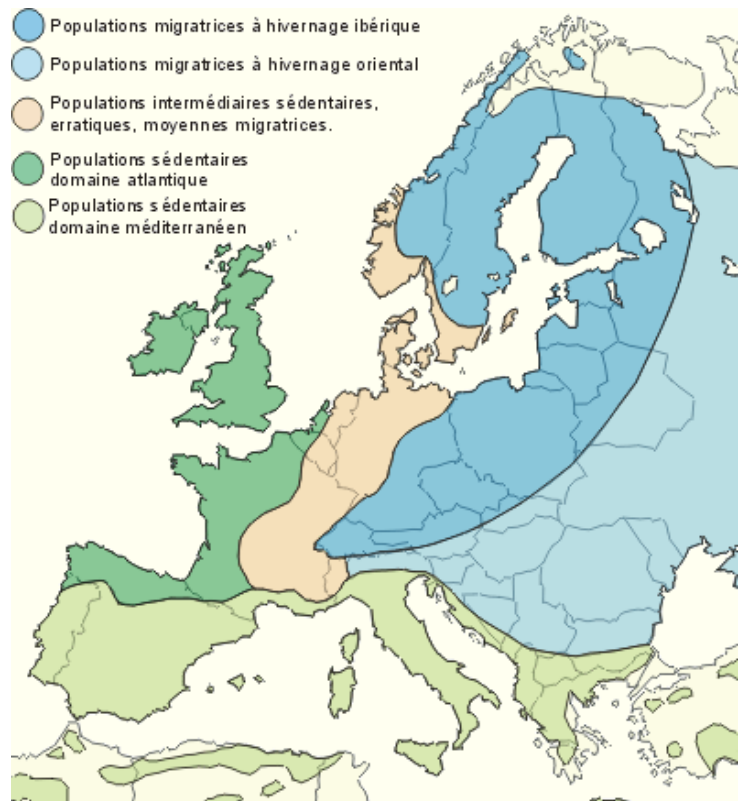 Populations migratrices à hivernage ibérique
Populations migratrices à hivernage oriental
Populations intermédiaires sédentaires,
erratiques, moyennes migratrices.
Populations sédentaires
domaine atlantique
Populations sédentaires
domaine méditerranéen